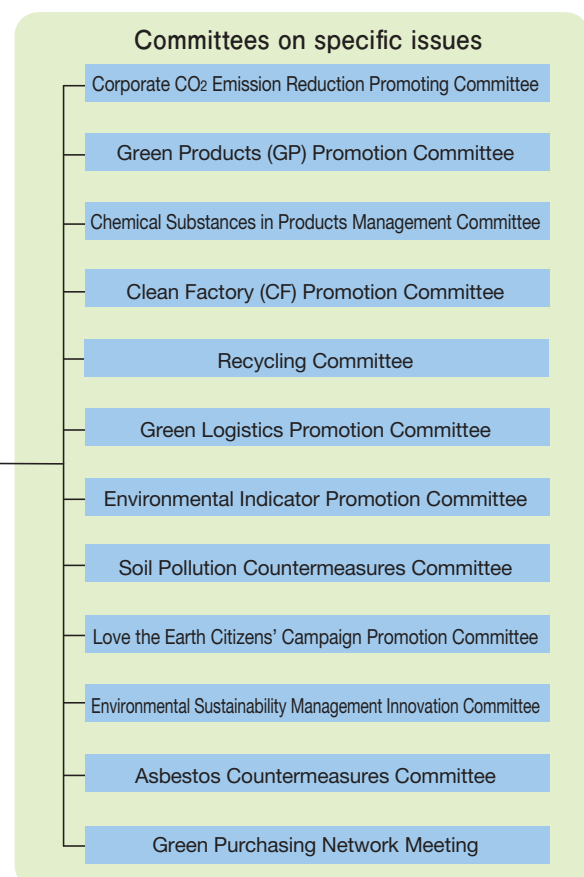 Committees on specific issues
Corporate CO2 Emission Reduction Promoting Committee
Green Products (GP) Promotion Committee
Chemical Substances in Products Management Committee
Clean Factory (CF) Promotion Committee
Recycling Committee
Green Logistics Promotion Committee
Environmental Indicator Promotion Committee
Soil Pollution Countermeasures Committee
Love the Earth Citizens’ Campaign Promotion Committee
Environmental Sustainability Management Innovation Committee
Asbestos Countermeasures Committee
Green Purchasing Network Meeting